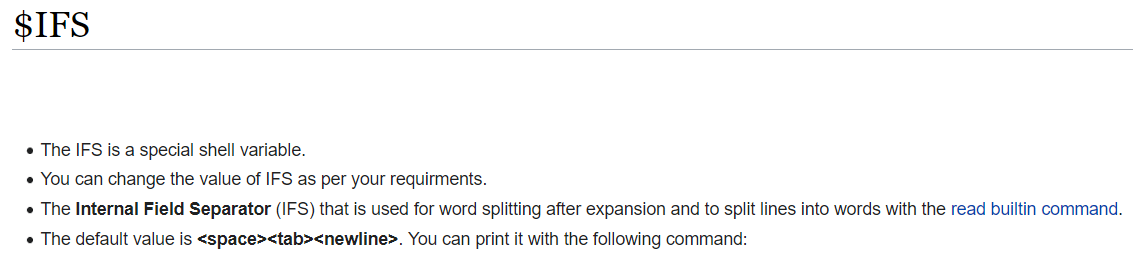 $IFS
• The IFS is a special shell variable.
• You can change the value of IFS as per your requirments.
• The Internal Field Separator (IFS) that is used for word splitting after expansion and to split lines into words with the read builtin command.
• The default value is <space><tab><newline>. You can print it with the following command: